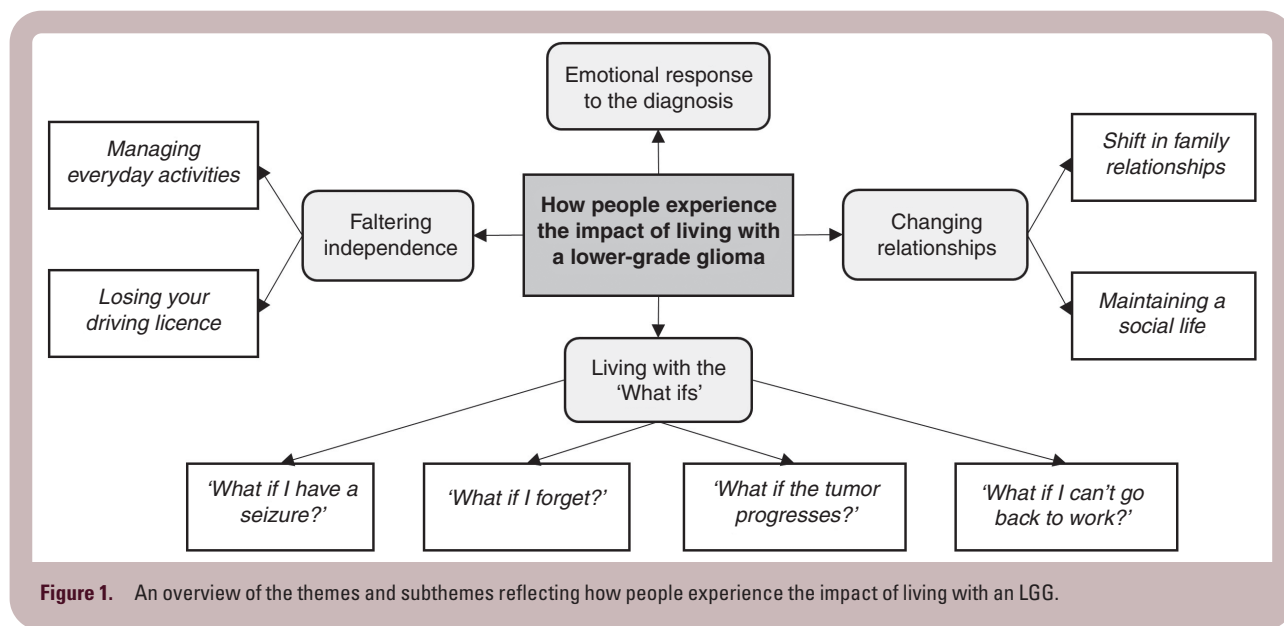 Emotional response
to the diagnosis
Managing
everyday activities
Shift in family
relationships
Faltering
independence
How people experience
the impact of living with
a lower-grade glioma
Changing
relationships
Losing your
driving licence
Maintaining a
social life
Living with the
‘What ifs’
‘What if I have a
seizure?’
‘What if I forget?’
‘What if the tumor
progresses?’
‘What if I can’t go
back to work?’
Figure 1. An overview of the themes and subthemes reflecting how people experience the impact of living with an LGG.